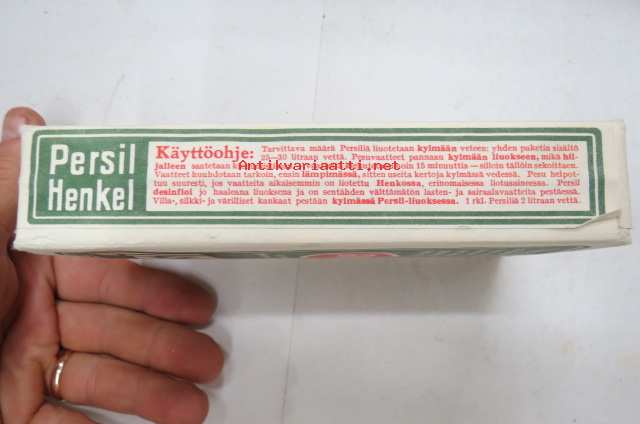 Persil
Henkel
Käyttöohje: Tarvittava määrä Persiliä liuotetaan kylmään veteen: yhden paketin sisältö
25—30 litraan vettä. Pesuvaatteet pannaan kylmään liuokseen, mikä hil-
jalleen saatetaan 15 minuuttia — silloin tällöin sekoittaen.
Vaatteet huuhdotaan tarkoin, ensin lämpimässä, sitten useita kertoja kylmässä vedessä. Pesu helpot-
tuu suuresti, jos vaatteita aikaisemmin on liotettu Henkossa, erinomaisessa liotusaineessa. Persil
desinfioi jo haaleana liuoksena ja on sentähden välttämätön lasten- ja sairaalavaatteita pestäessä.
Villa-, silkki- ja värilliset kankaat pestään kylmässä Persil-liuoksessa. 1 rkl. Persiliä 2 litraan vettä.
Antikvariaatti.net
antikvariaatti.net